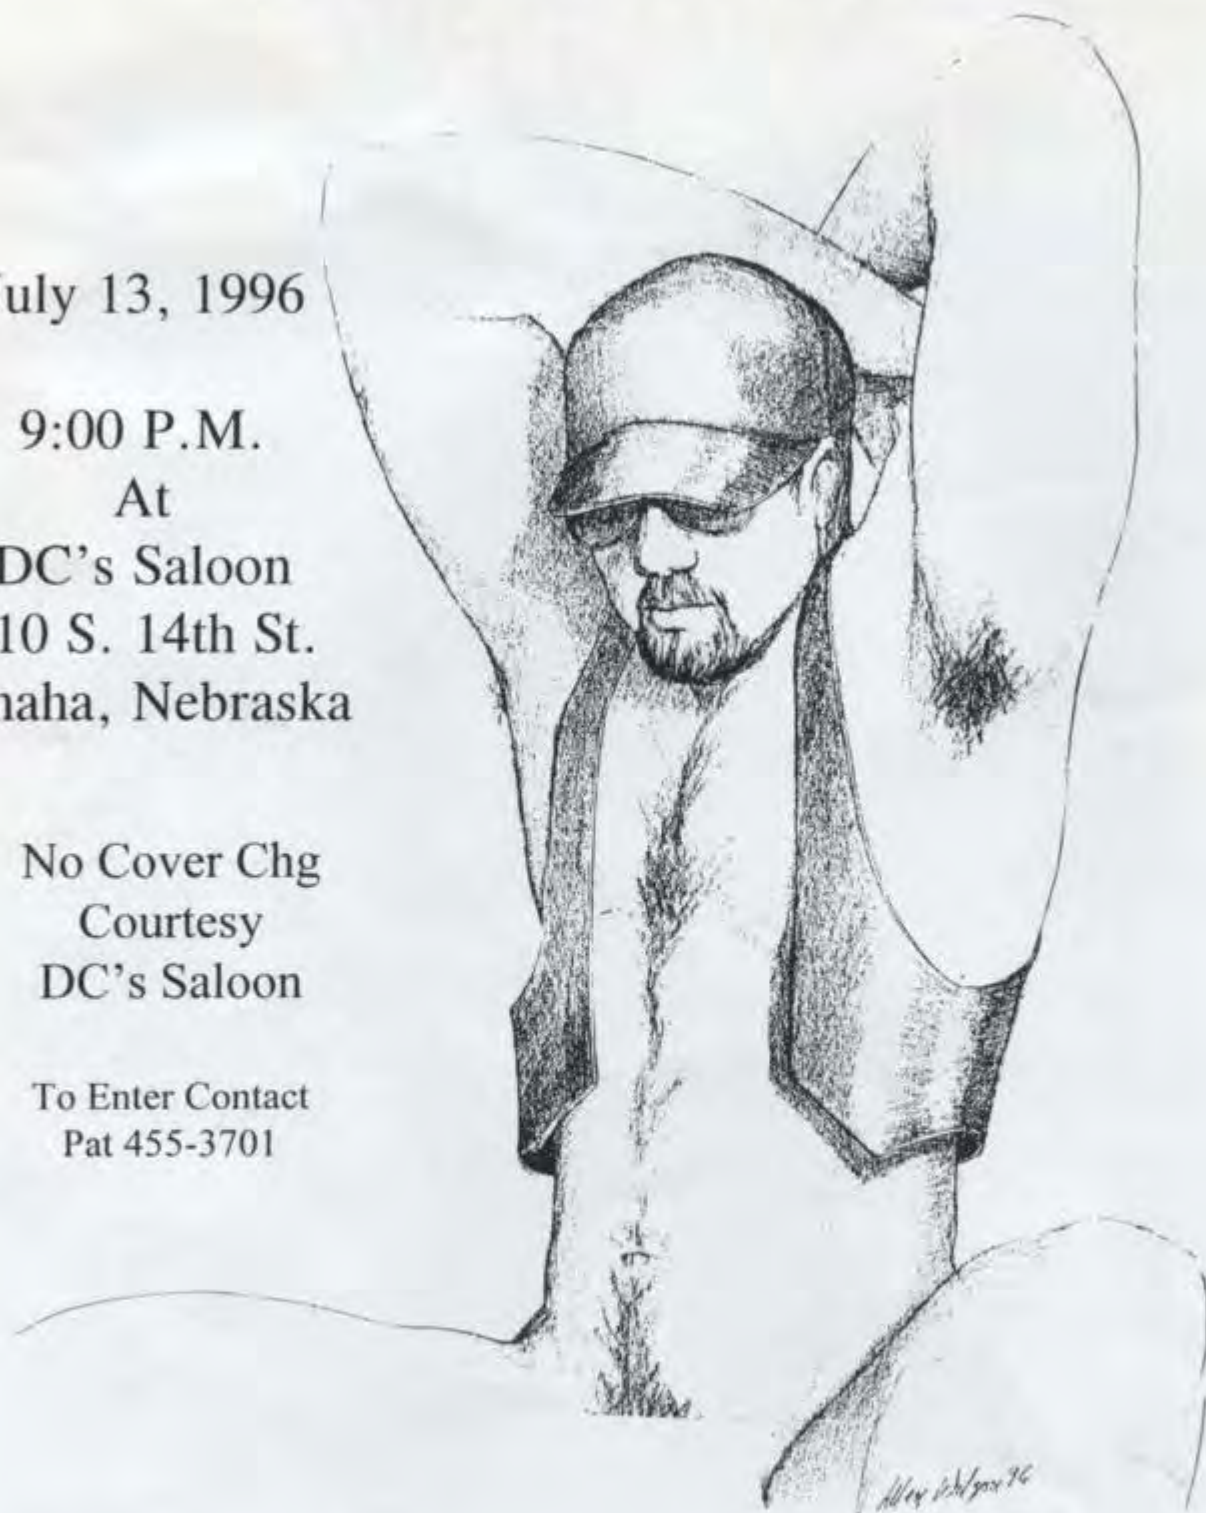 uly 13, 1996
9:00 P.M.
At
DC's Saloon
10 S. 14th St.
naha, Nebraska
No Cover Chg
Courtesy
DC's Saloon
To Enter Contact
Pat 455-3701
96